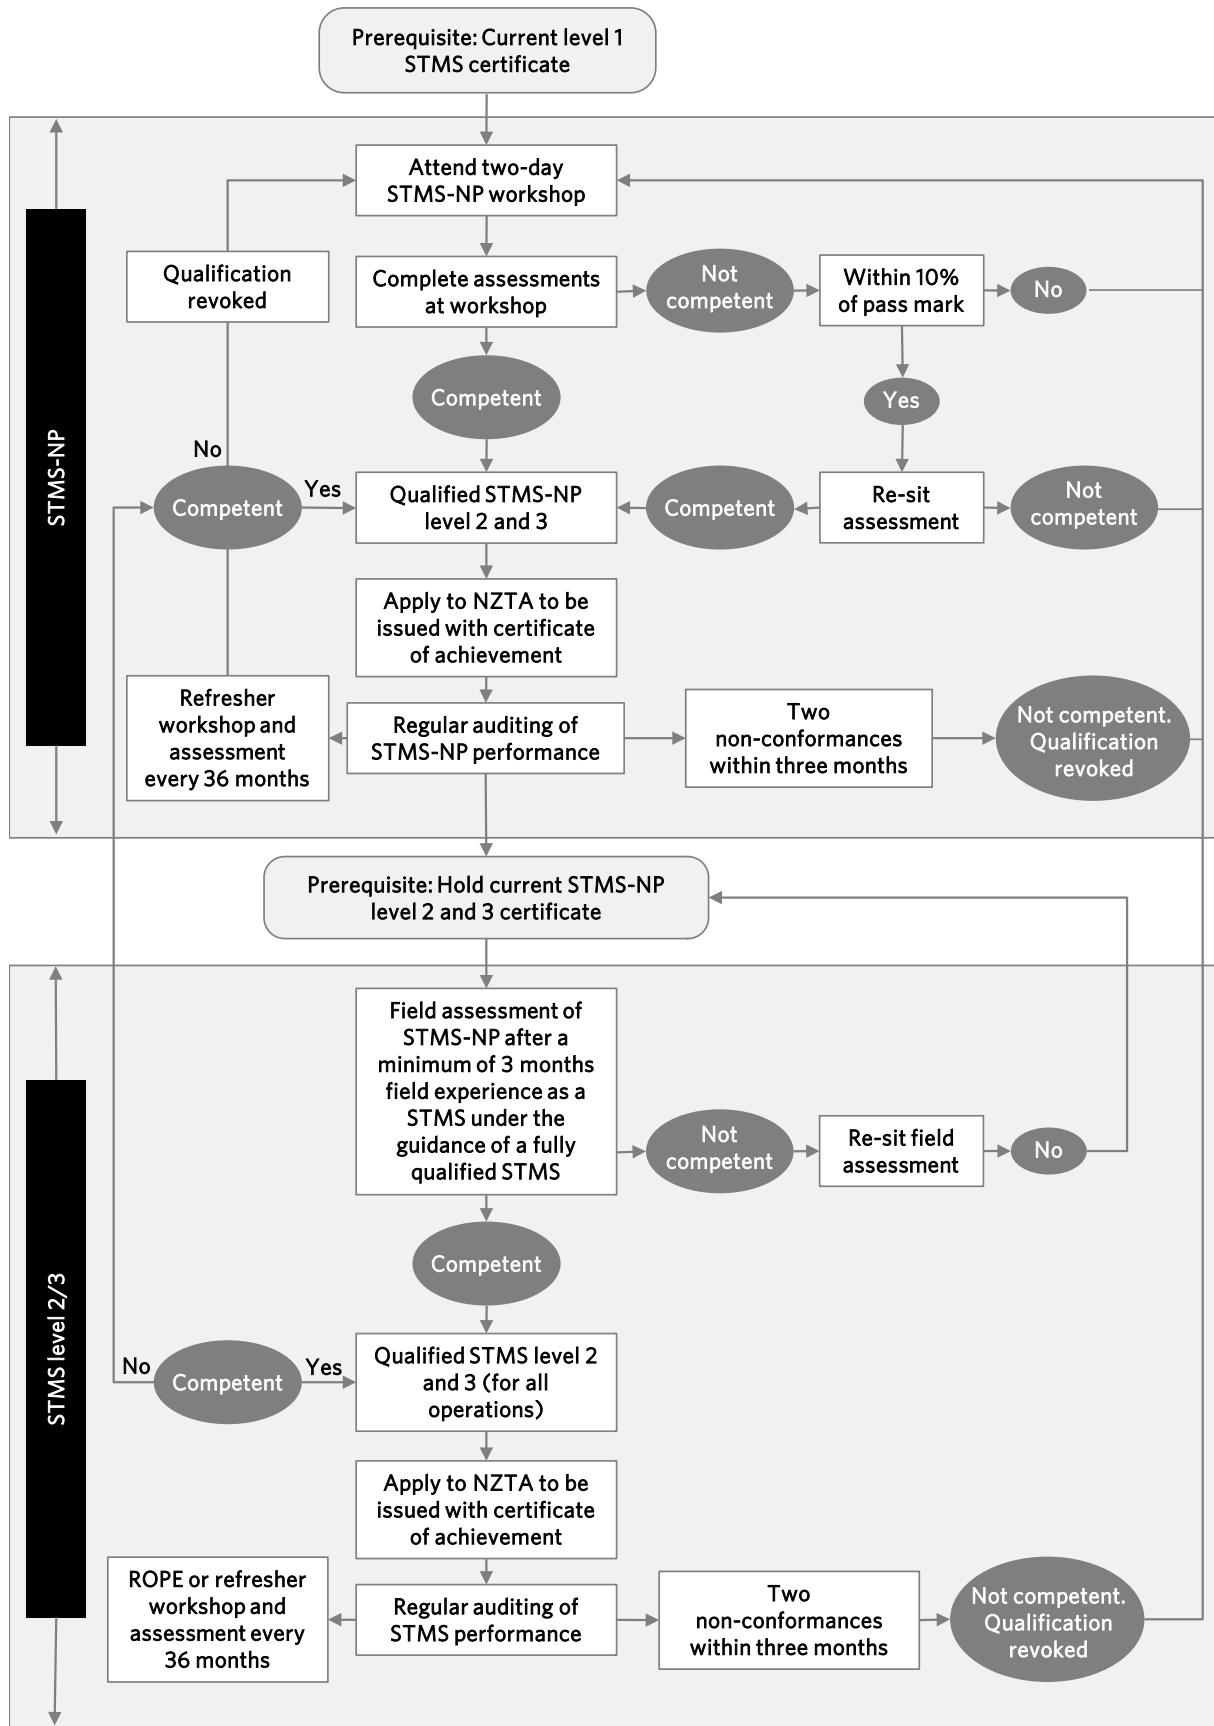 Prerequisite: Current level 1
STMS certificate
STMS-NP
Attend two-day
STMS-NP workshop
Qualification
revoked
Complete assessments
at workshop
Not
competent
Within 10%
of pass mark
No
Competent
Yes
No
Competent
Yes
Qualified STMS-NP
level 2 and 3
Competent
Re-sit
assessment
Not
competent
Apply to NZTA to be
issued with certificate
of achievement
Refresher
workshop and
assessment
every 36 months
Regular auditing of
STMS-NP performance
Two
non-conformances
within three months
Not competent.
Qualification
revoked
Prerequisite: Hold current STMS-NP
level 2 and 3 certificate
STMS level 2/3
Field assessment of
STMS-NP after a
minimum of 3 months
field experience as a
STMS under the
guidance of a fully
qualified STMS
Not
competent
Re-sit field
assessment
No
Competent
No
Competent
Yes
Qualified STMS level 2
and 3 (for all
operations)
Apply to NZTA to be
issued with certificate
of achievement
ROPE or refresher
workshop and
assessment every
36 months
Regular auditing of
STMS performance
Two
non-conformances
within three months
Not competent.
Qualification
revoked